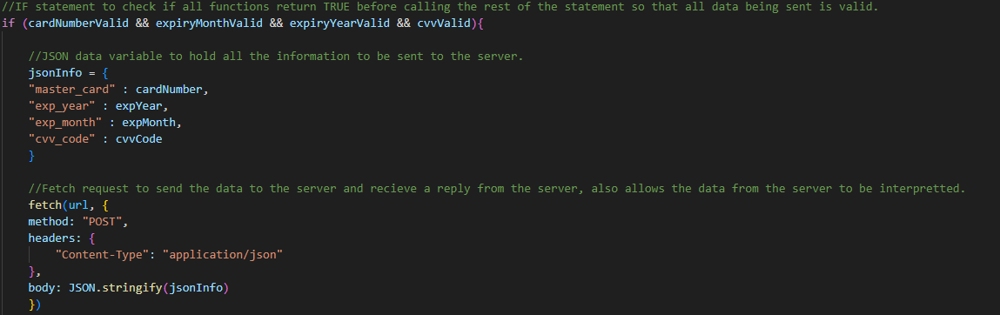 //IF statement to check if all functions return TRUE before calling the rest of the statement so that all data being sent is valid.
if (cardNumberValid && expiryMonthValid && expiryYearValid && cvvValid){
//JSON data variable to hold all the information to be sent to the server.
jsonInfo = {
"master_card" : cardNumber,
"exp_year" : expYear,
"exp_month" : expMonth,
"cvv_code" : cvvCode
}
//Fetch request to send the data to the server and recieve a reply from the server, also allows the data from the server to be interpretted.
fetch(url, {
method: "POST",
headers: {
"Content-Type": "application/json"
},
body: JSON.stringify(jsonInfo)
})